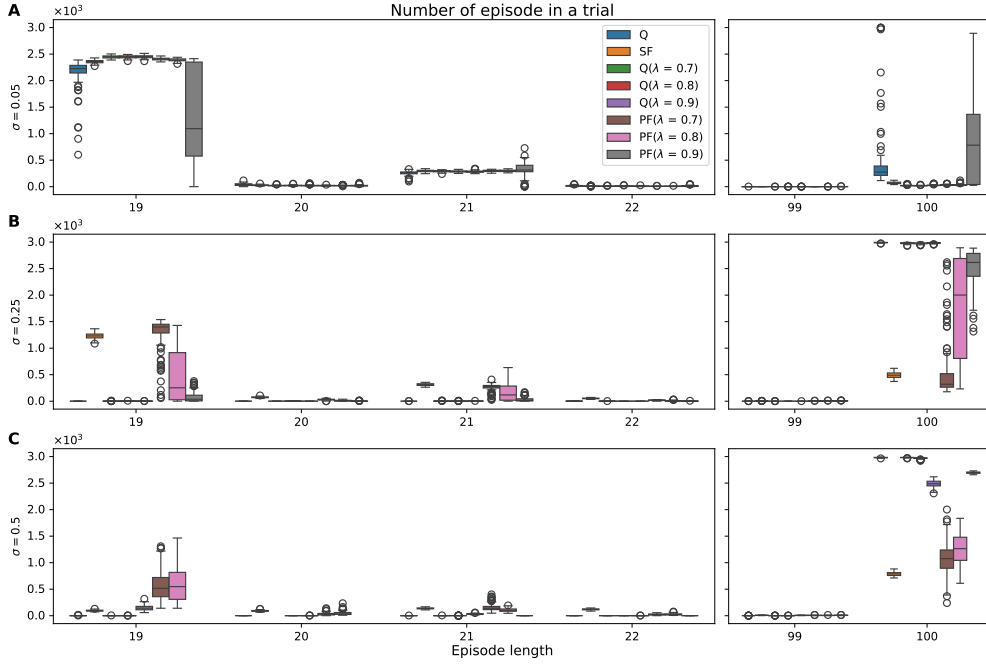 Number of episode in a trial
A
×10³
σ = 0.05
3.0
2.5
2.0
1.5
1.0
0.5
0.0
19
20
21
22
99
100
Q
SF
Q(λ = 0.7)
Q(λ = 0.8)
Q(λ = 0.9)
PF(λ = 0.7)
PF(λ = 0.8)
PF(λ = 0.9)
B
×10³
σ = 0.25
3.0
2.5
2.0
1.5
1.0
0.5
0.0
19
20
21
22
99
100
C
×10³
σ = 0.5
3.0
2.5
2.0
1.5
1.0
0.5
0.0
19
20
21
22
99
100
Episode length